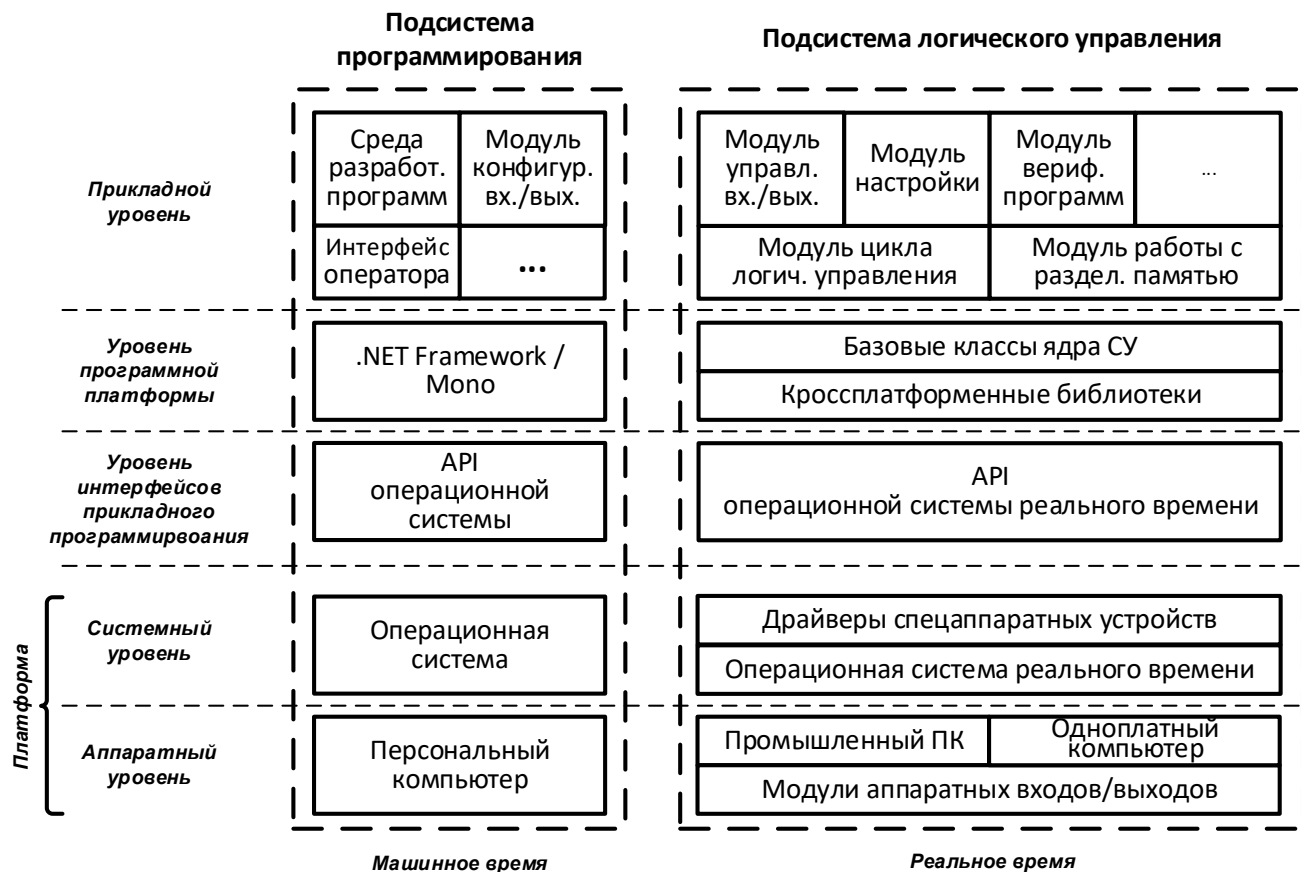 Подсистема
программирования
Подсистема логического управления
Прикладной
уровень
Среда
разработ.
программ
Модуль
конфигур.
вх./вых.
Интерфейс
оператора
...
Модуль
управл.
вх./вых.
Модуль
настройки
Модуль
вериф.
программ
...
Модуль цикла
логич. управления
Модуль работы с
раздел. памятью
Уровень
программной
платформы
.NET Framework /
Mono
Базовые классы ядра СУ
Кроссплатформенные библиотеки
Уровень
интерфейсов
прикладного
программирвоания
API
операционной
системы
API
операционной системы реального времени
Платформа
Системный
уровень
Операционная
система
Драйверы спецаппаратных устройств
Операционная система реального времени
Аппаратный
уровень
Персональный
компьютер
Промышленный ПК
Одноплатный
компьютер
Модули аппаратных входов/выходов
Машинное время
Реальное время